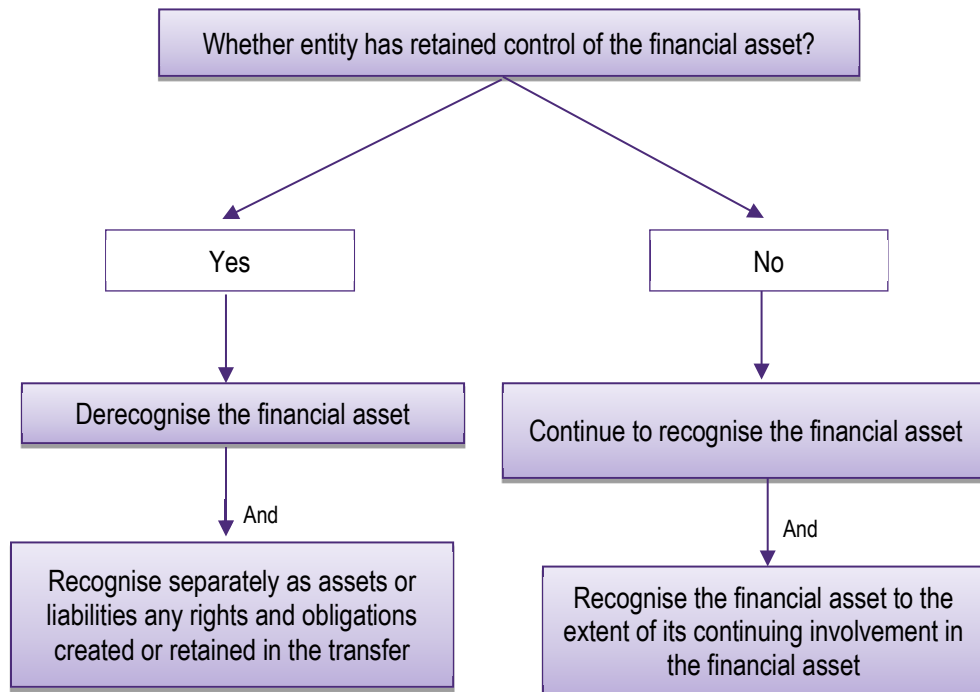 Whether entity has retained control of the financial asset?
Yes
No
Derecognise the financial asset
Continue to recognise the financial asset
And
And
Recognise separately as assets or
liabilities any rights and obligations
created or retained in the transfer
Recognise the financial asset to the
extent of its continuing involvement in
the financial asset